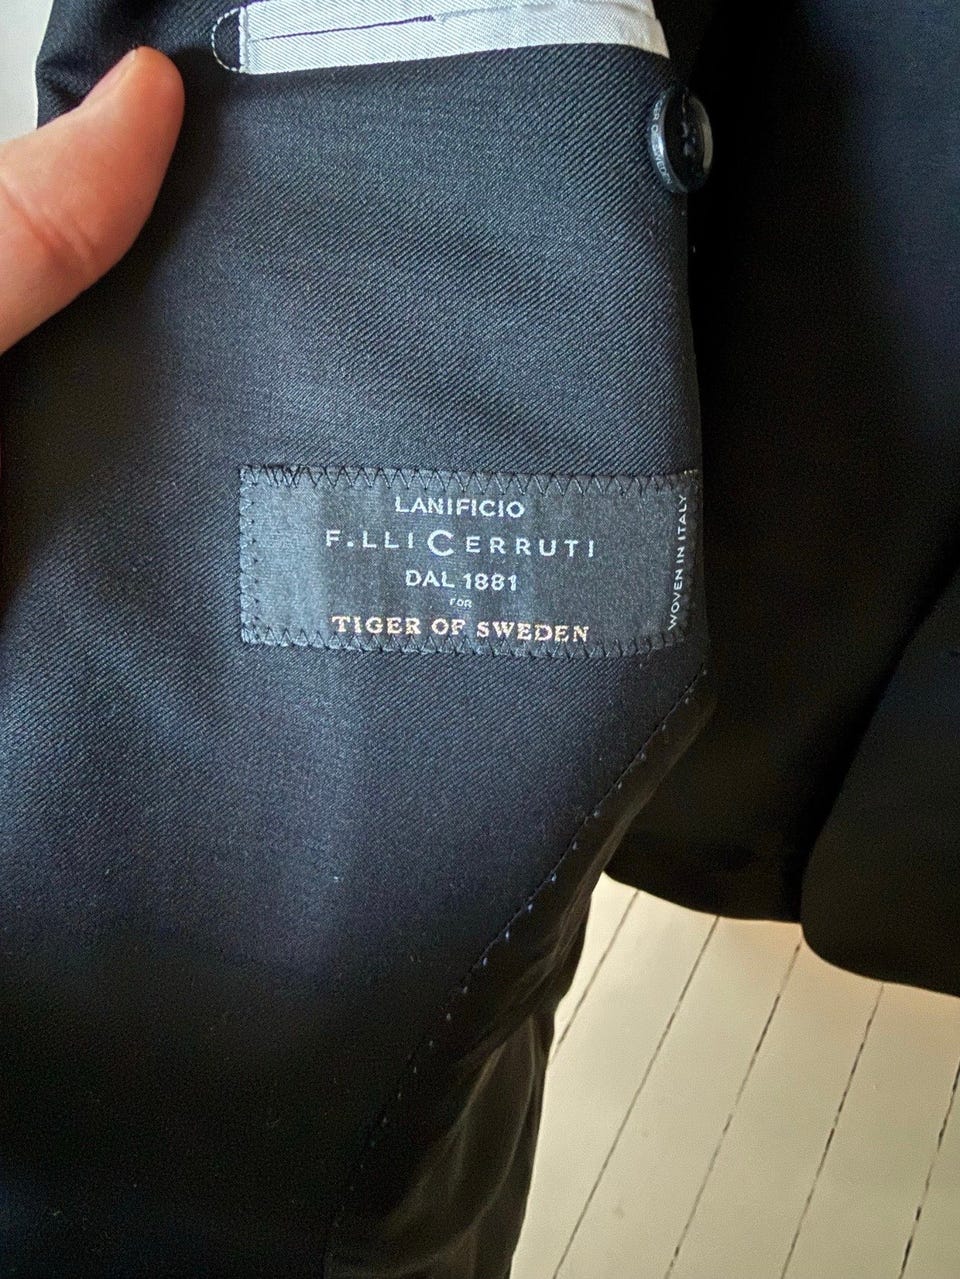 LANIFICIO
F.LLI CERRUTI
DAL 1881
FOR
TIGER OF SWEDEN
WOVEN IN ITALY